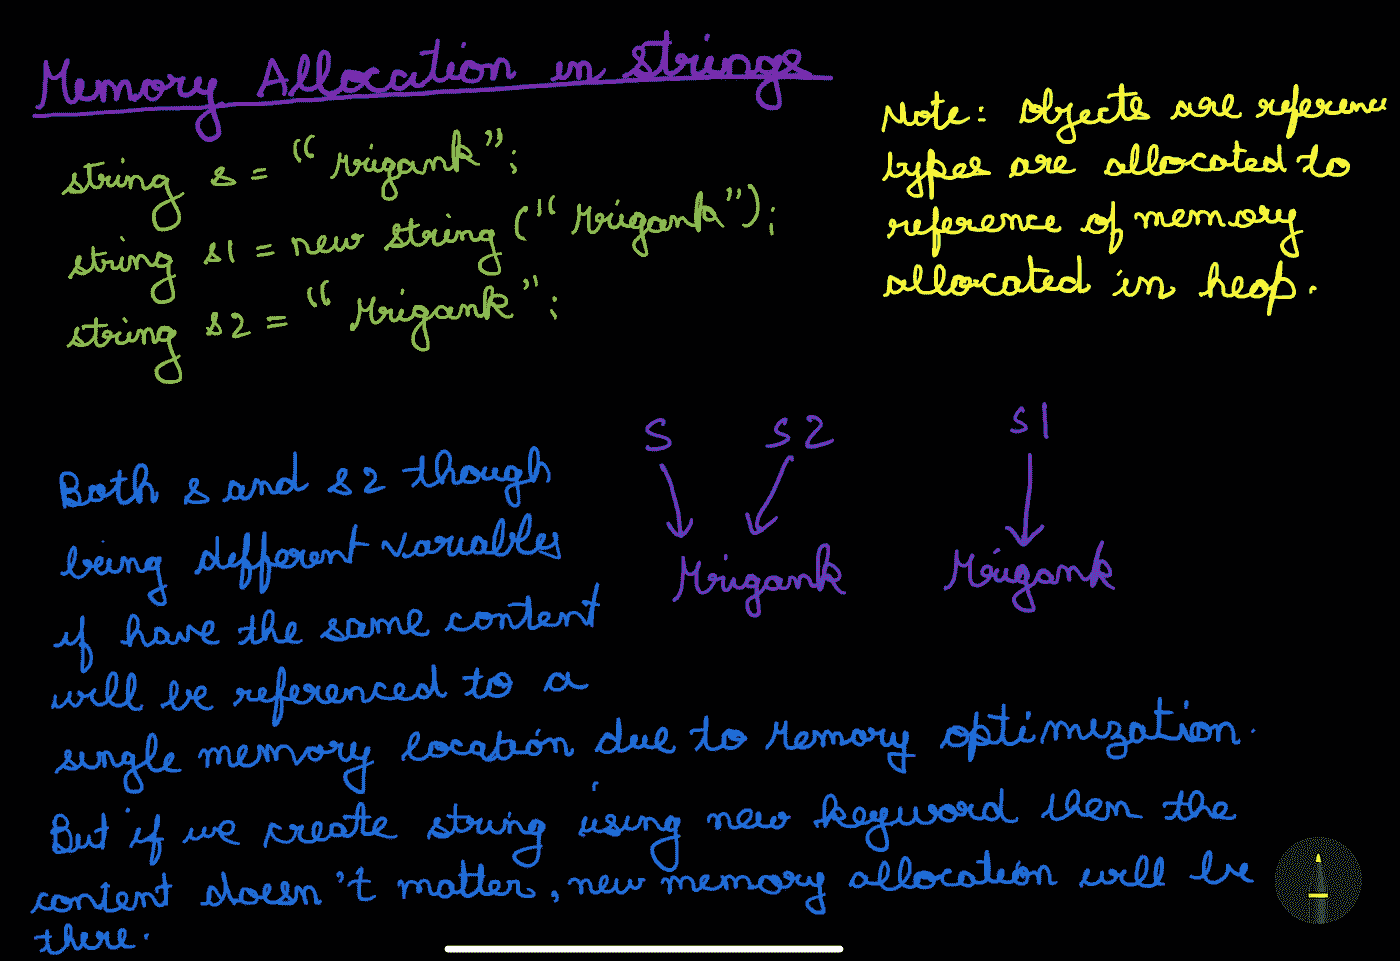 Memory Allocation in Strings
string s = "Mrigank";
string s1 = new string ("Mrigank");
string s2 = "Mrigank";
Note: Objects are reference
types are allocated to
reference of memory
allocated in heap.
S s2 s1
Mrigank Mrigank
Both s and s2 though
being different variables
if have the same content
will be referenced to a
single memory location due to memory optimization.
But if we create string using new keyword then the
content doesn't matter, new memory allocation will be
there.